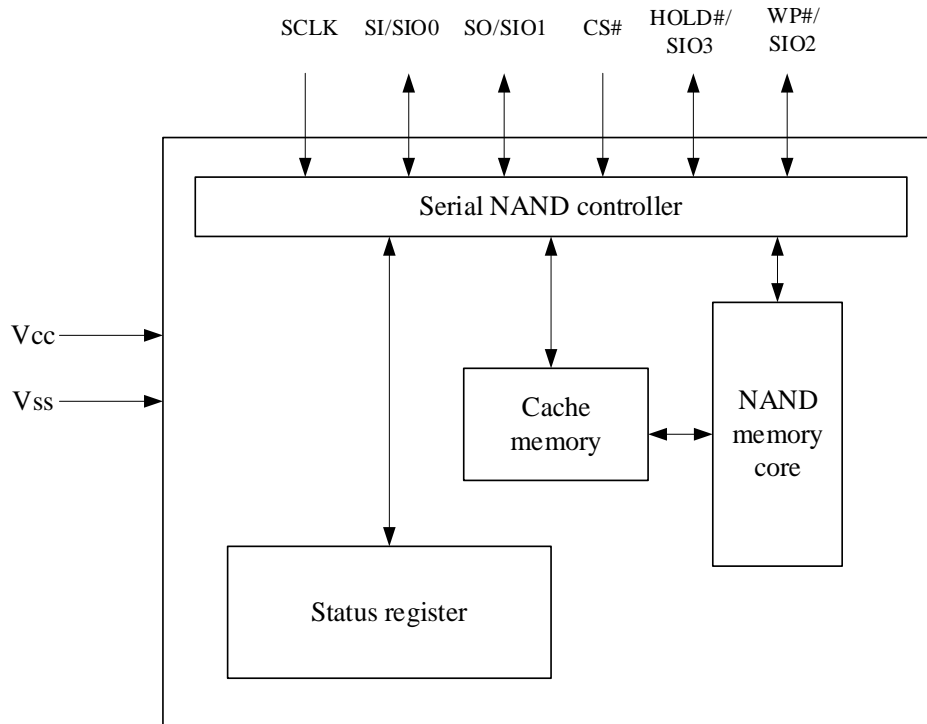 SCLK
SI/SIO0
SO/SIO1
CS#
HOLD#/
SIO3
WP#/
SIO2
Serial NAND controller
Vcc
Vss
Cache
memory
NAND
memory
core
Status register